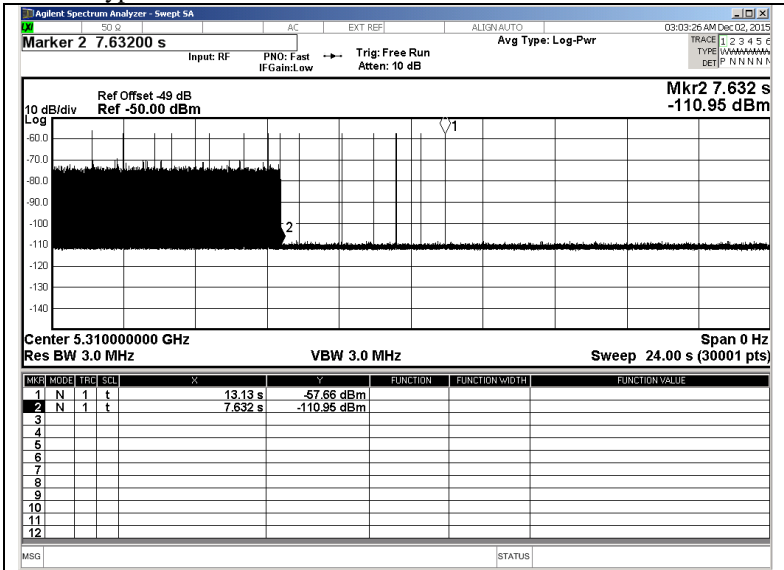 Agilent Spectrum Analyzer - Swept SA
LXI 50 Ω AC EXT REF ALIGN AUTO 03:03:26 AM Dec 02, 2015
Marker 2 7.63200 s
Input: RF PNO: Fast Trig: Free Run Avg Type: Log-Pwr TRACE 1 2 3 4 5 6
IFGain:Low Atten: 10 dB TYPE
DET P N N N N N
Mkr2 7.632 s
Ref Offset -49 dB
10 dB/div Ref -50.00 dBm -110.95 dBm
Log
1
-60.0
-70.0
-80.0
-90.0
-100
2
-110
-120
-130
-140
Center 5.310000000 GHz Span 0 Hz
Res BW 3.0 MHz VBW 3.0 MHz Sweep 24.00 s (30001 pts)
MKR MODE TRC SCL X Y FUNCTION FUNCTION WIDTH FUNCTION VALUE
1 N 1 t 13.13 s -57.66 dBm
2 N 1 t 7.632 s -110.95 dBm
3
4
5
6
7
8
9
10
11
12
MSG STATUS